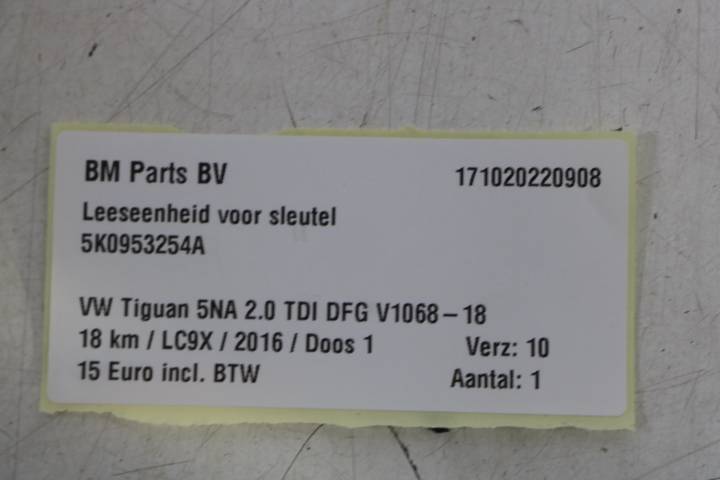 BM Parts BV 171020220908
Leeseenheid voor sleutel
5K0953254A
VW Tiguan 5NA 2.0 TDI DFG V1068-18
18 km / LC9X / 2016 / Doos 1 Verz: 10
15 Euro incl. BTW Aantal: 1